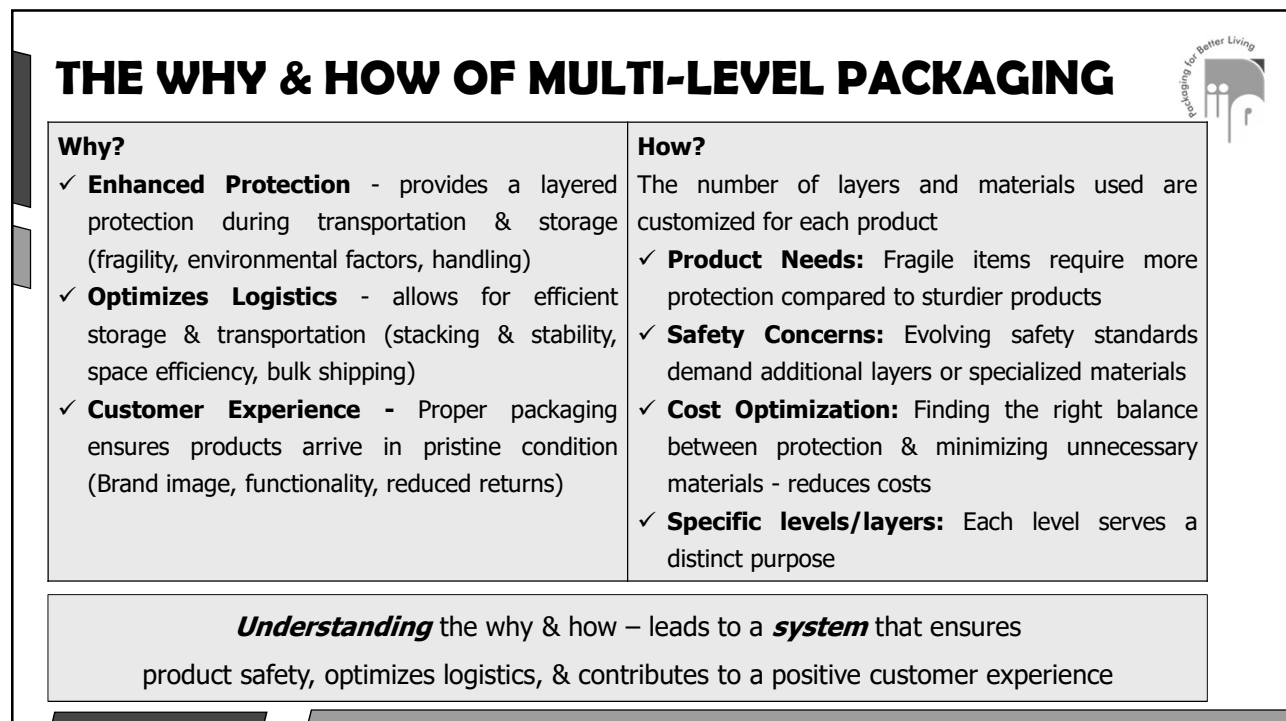 THE WHY & HOW OF MULTI-LEVEL PACKAGING
Packaging for Better Living
Why?
✓ Enhanced Protection - provides a layered
protection during transportation & storage
(fragility, environmental factors, handling)
✓ Optimizes Logistics - allows for efficient
storage & transportation (stacking & stability,
space efficiency, bulk shipping)
✓ Customer Experience - Proper packaging
ensures products arrive in pristine condition
(Brand image, functionality, reduced returns)
How?
The number of layers and materials used are
customized for each product
✓ Product Needs: Fragile items require more
protection compared to sturdier products
✓ Safety Concerns: Evolving safety standards
demand additional layers or specialized materials
✓ Cost Optimization: Finding the right balance
between protection & minimizing unnecessary
materials - reduces costs
✓ Specific levels/layers: Each level serves a
distinct purpose
Understanding the why & how – leads to a system that ensures
product safety, optimizes logistics, & contributes to a positive customer experience